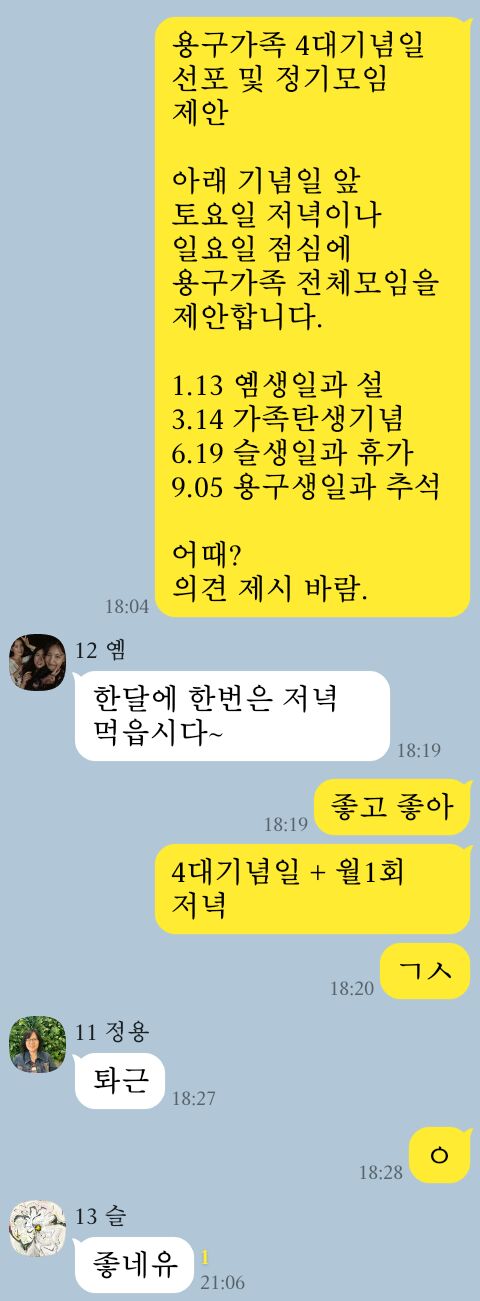 용구가족 4대기념일
선포 및 정기모임
제안
아래 기념일 앞
토요일 저녁이나
일요일 점심에
용구가족 전체모임을
제안합니다.
1.13 옘생일과 설
3.14 가족탄생기념
6.19 슬생일과 휴가
9.05 용구생일과 추석
어때?
의견 제시 바람.
18:04
12 옘
한달에 한번은 저녁
먹읍시다~
18:19
좋고 좋아
18:19
4대기념일 + 월1회
저녁
ㄱㅅ
18:20
11 정용
퇴근
18:27
ㅇ
18:28
13 슬
좋네유
1
21:06